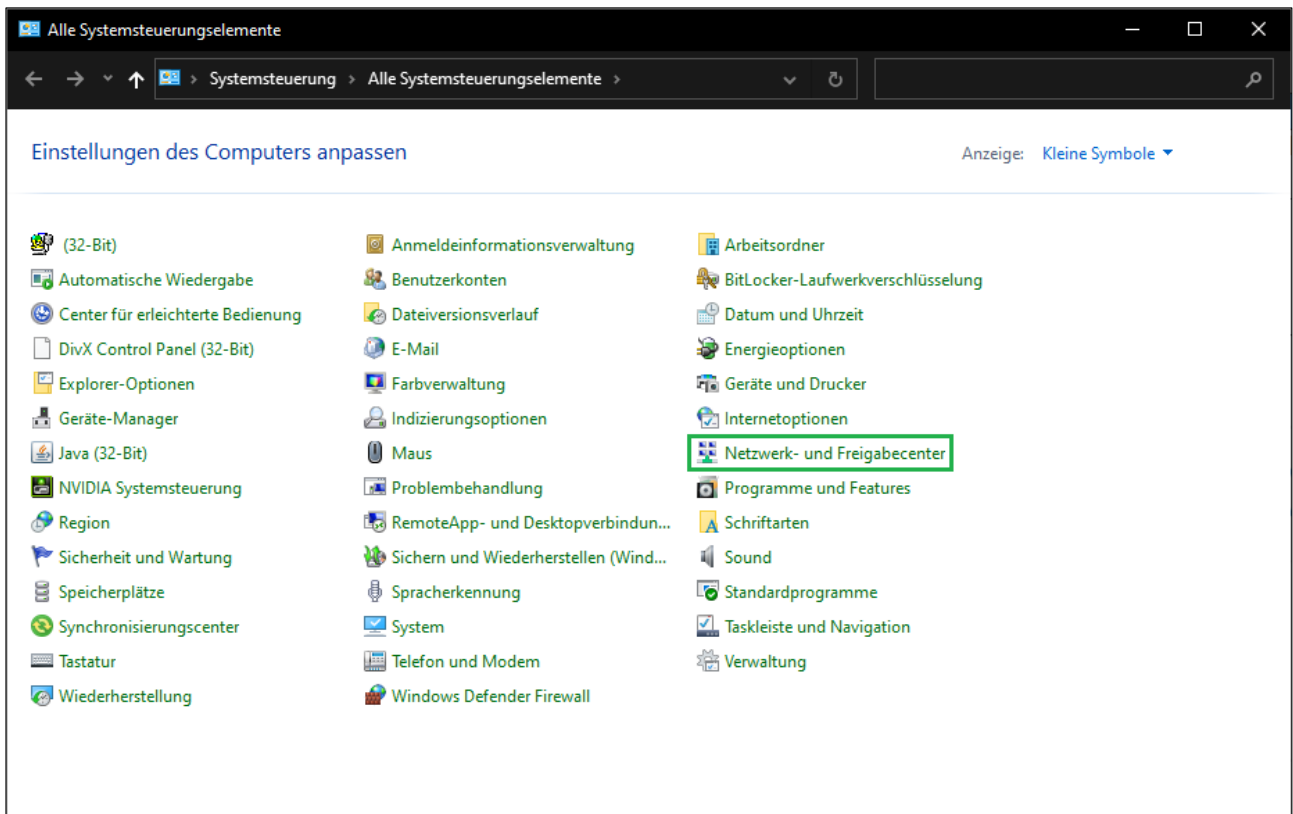 Alle Systemsteuerungselemente
Systemsteuerung > Alle Systemsteuerungselemente >
Einstellungen des Computers anpassen
Anzeige: Kleine Symbole
(32-Bit) Anmeldeinformationsverwaltung Arbeitsordner
Automatische Wiedergabe Benutzerkonten BitLocker-Laufwerkverschlüsselung
Center für erleichterte Bedienung Dateiversionsverlauf Datum und Uhrzeit
DivX Control Panel (32-Bit) E-Mail Energieoptionen
Explorer-Optionen Farbverwaltung Geräte und Drucker
Geräte-Manager Indizierungsoptionen Internetoptionen
Java (32-Bit) Maus Netzwerk- und Freigabecenter
NVIDIA Systemsteuerung Problembehandlung Programme und Features
Region RemoteApp- und Desktopverbindun... Schriftarten
Sicherheit und Wartung Sichern und Wiederherstellen (Wind... Sound
Speicherplätze Spracherkennung Standardprogramme
Synchronisierungscenter System Taskleiste und Navigation
Tastatur Telefon und Modem Verwaltung
Wiederherstellung Windows Defender Firewall